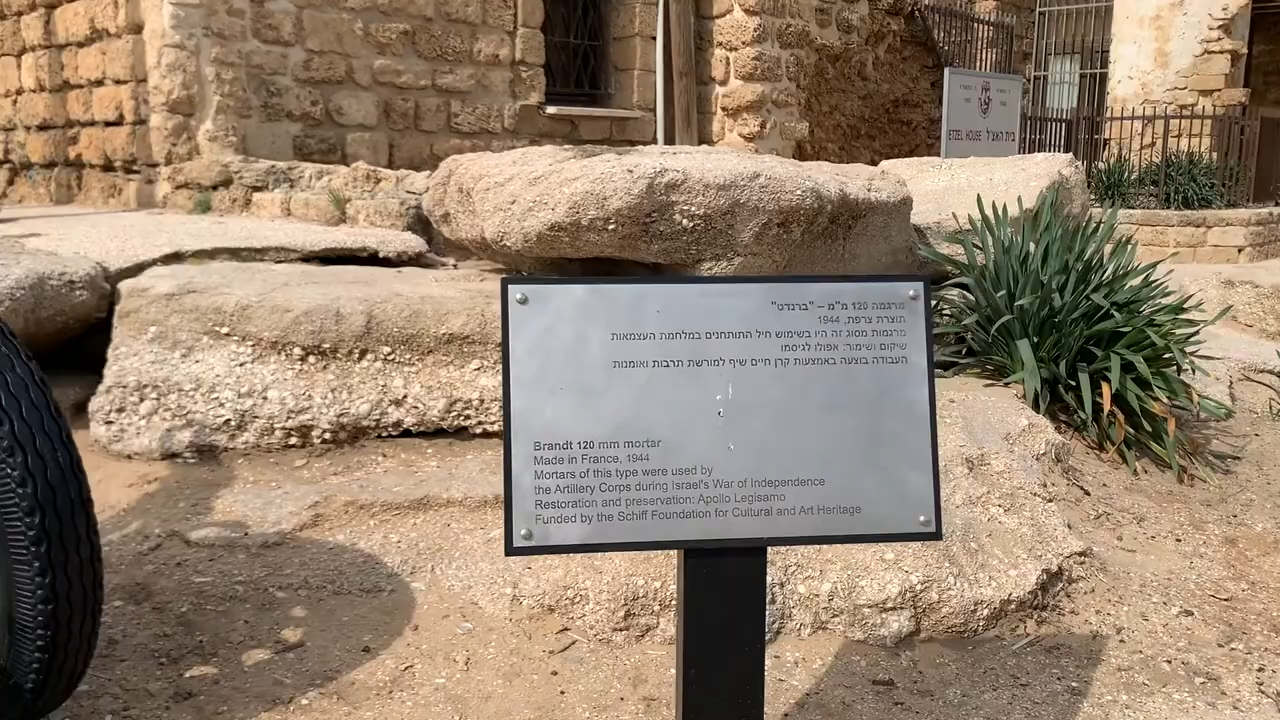 מרגמה 120 מ"מ – "ברנדט"
תוצרת צרפת, 1944
מרגמות מסוג זה היו בשימוש חיל התותחנים במלחמת העצמאות
שיקום ושימור: אפולו לגיסמו
העבודה בוצעה באמצעות קרן חיים שיף למורשת תרבות ואומנות
Brandt 120 mm mortar
Made in France, 1944
Mortars of this type were used by
the Artillery Corps during Israel's War of Independence
Restoration and preservation: Apollo Legisamo
Funded by the Schiff Foundation for Cultural and Art Heritage
ETZEL HOUSE בית האצ"ל